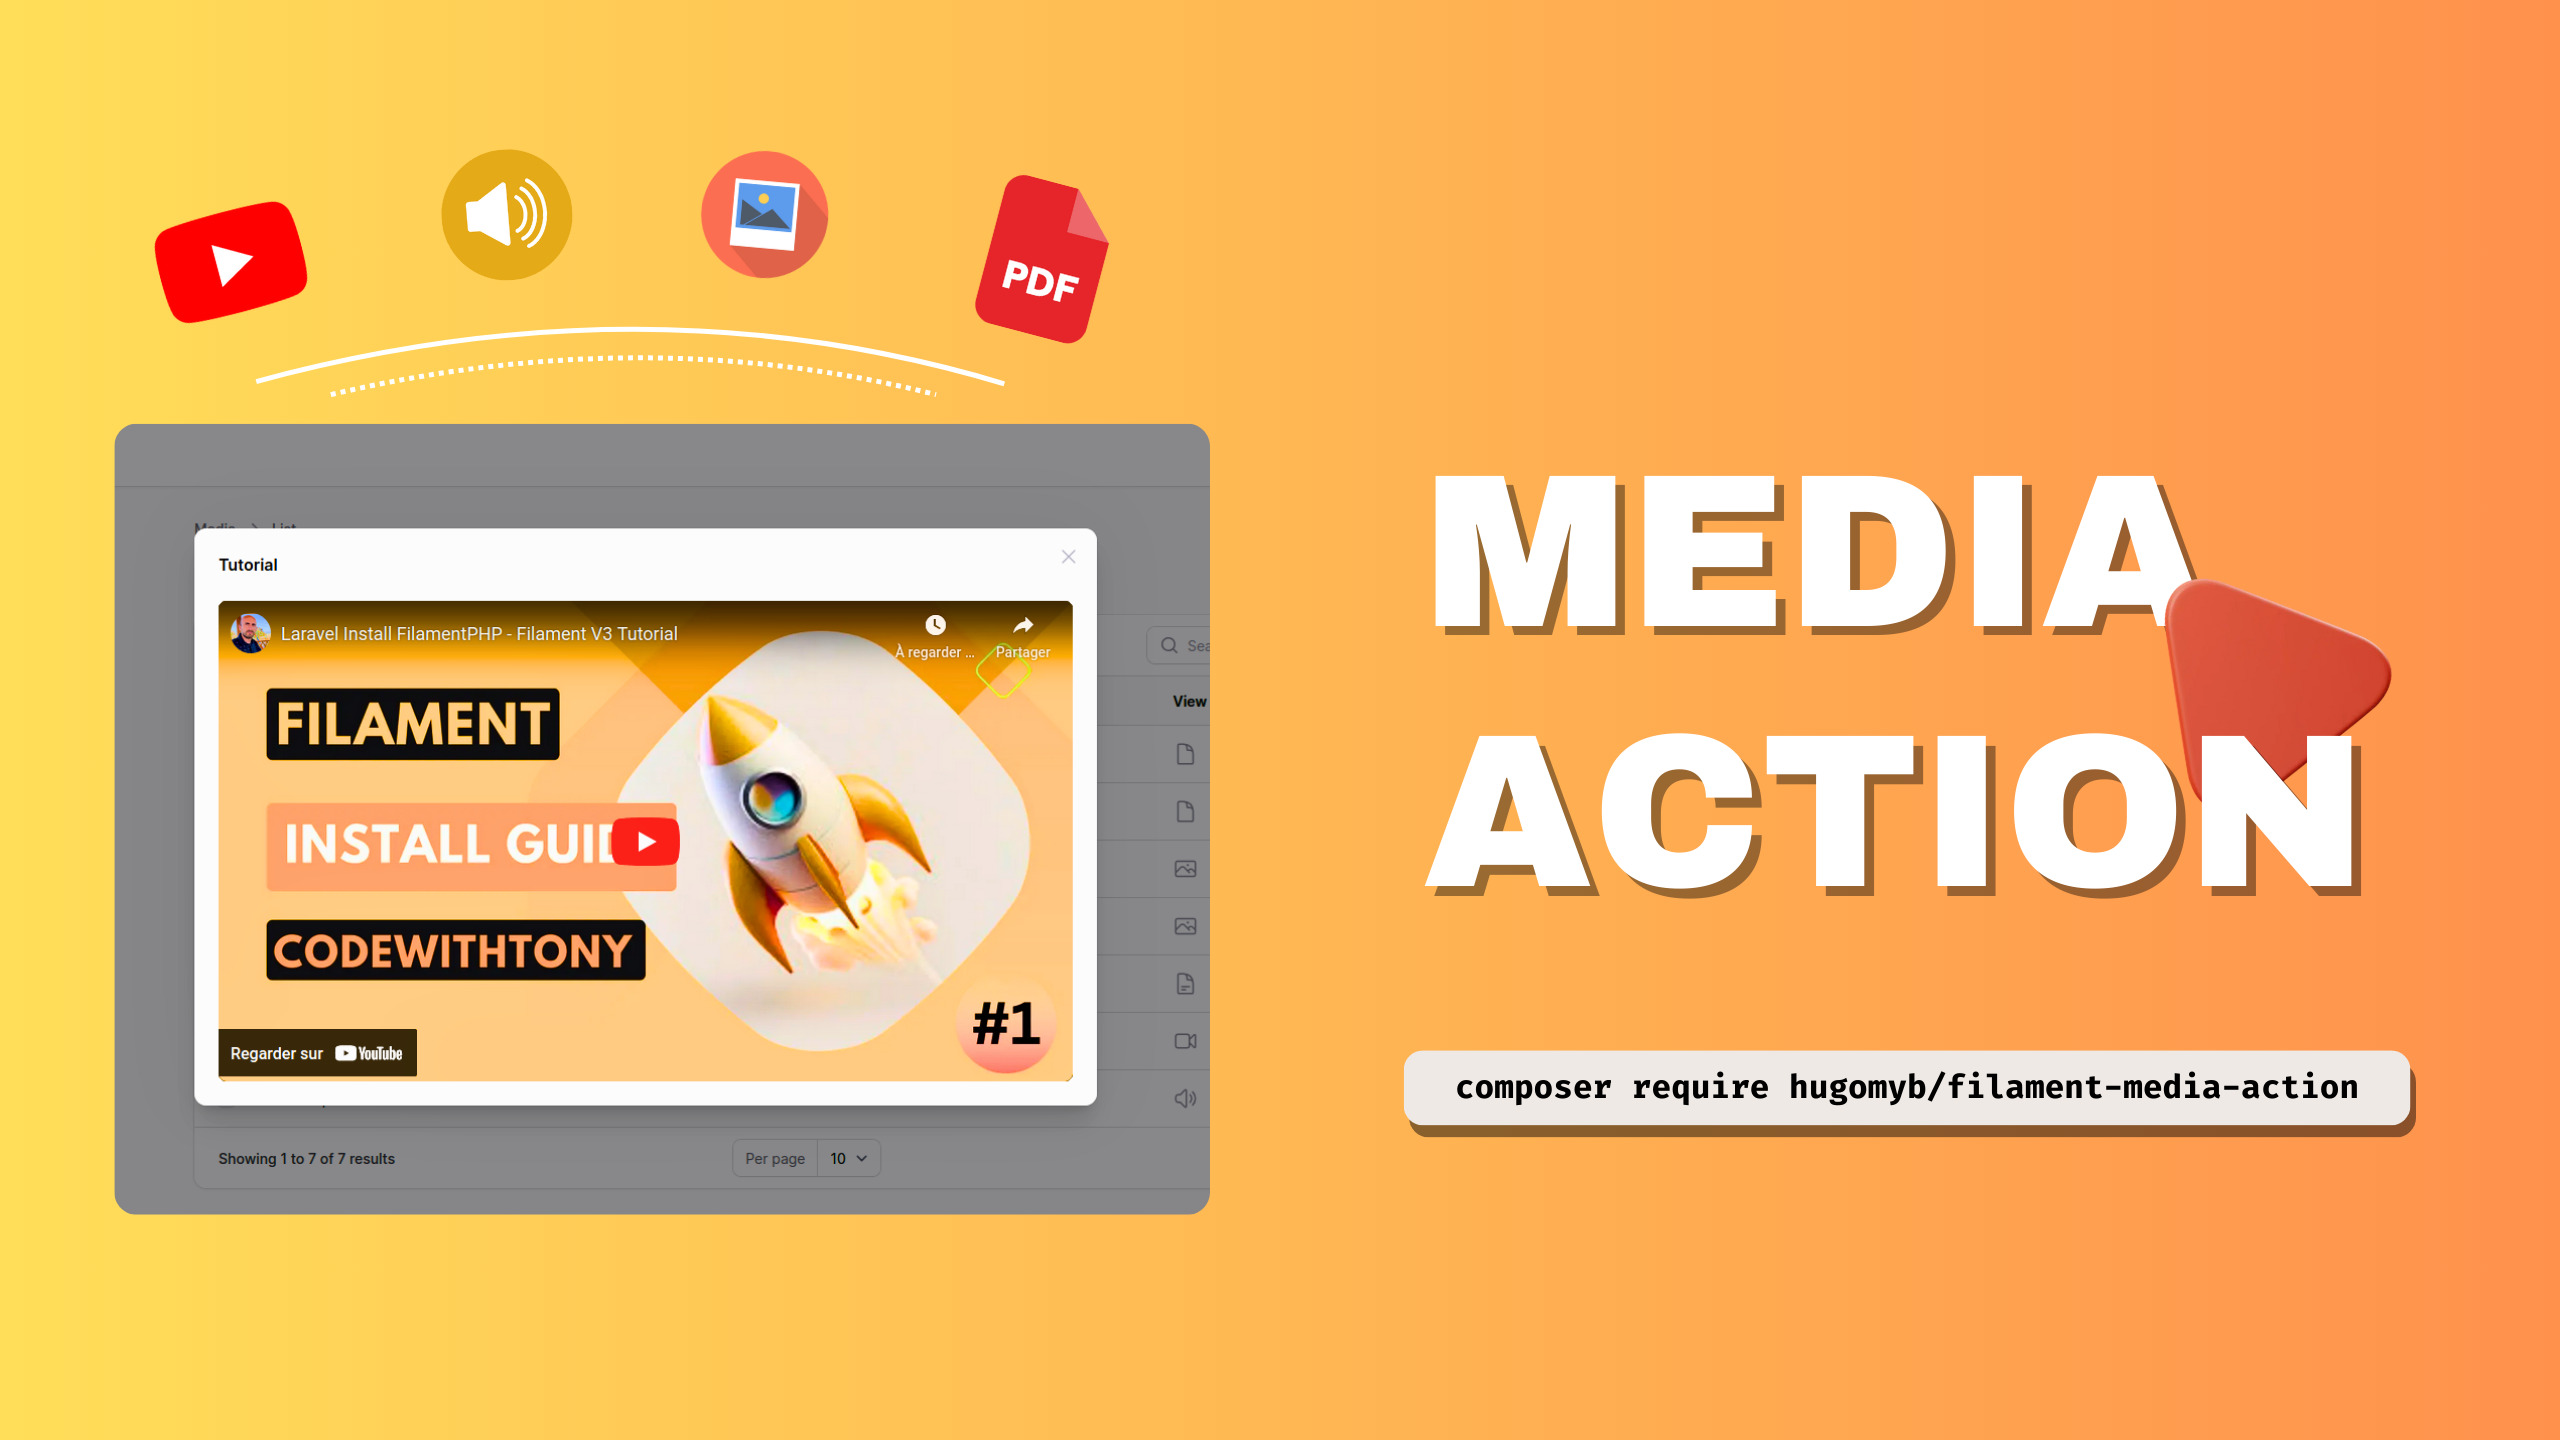 PDF
MEDIA
ACTION
composer require hugomyb/filament-media-action
Media > List
Tutorial
Laravel Install FilamentPHP - Filament V3 Tutorial
À regarder ...
Partager
FILAMENT
INSTALL GUID
CODEWITHTONY
#1
Regarder sur YouTube
Sea
View
Showing 1 to 7 of 7 results
Per page 10